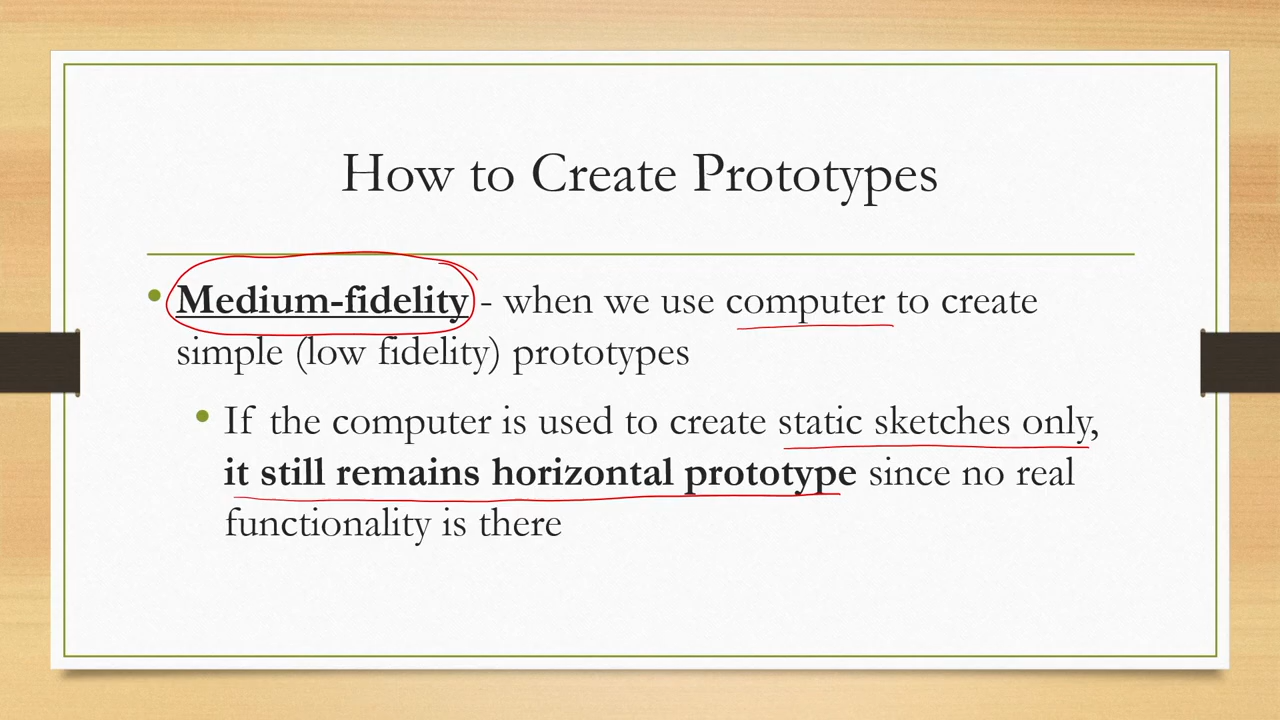 How to Create Prototypes
• Medium-fidelity - when we use computer to create
simple (low fidelity) prototypes
• If the computer is used to create static sketches only,
it still remains horizontal prototype since no real
functionality is there